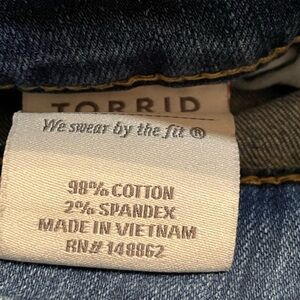 TORRID
We swear by the fit ®
98% COTTON
2% SPANDEX
MADE IN VIETNAM
RN# 148862